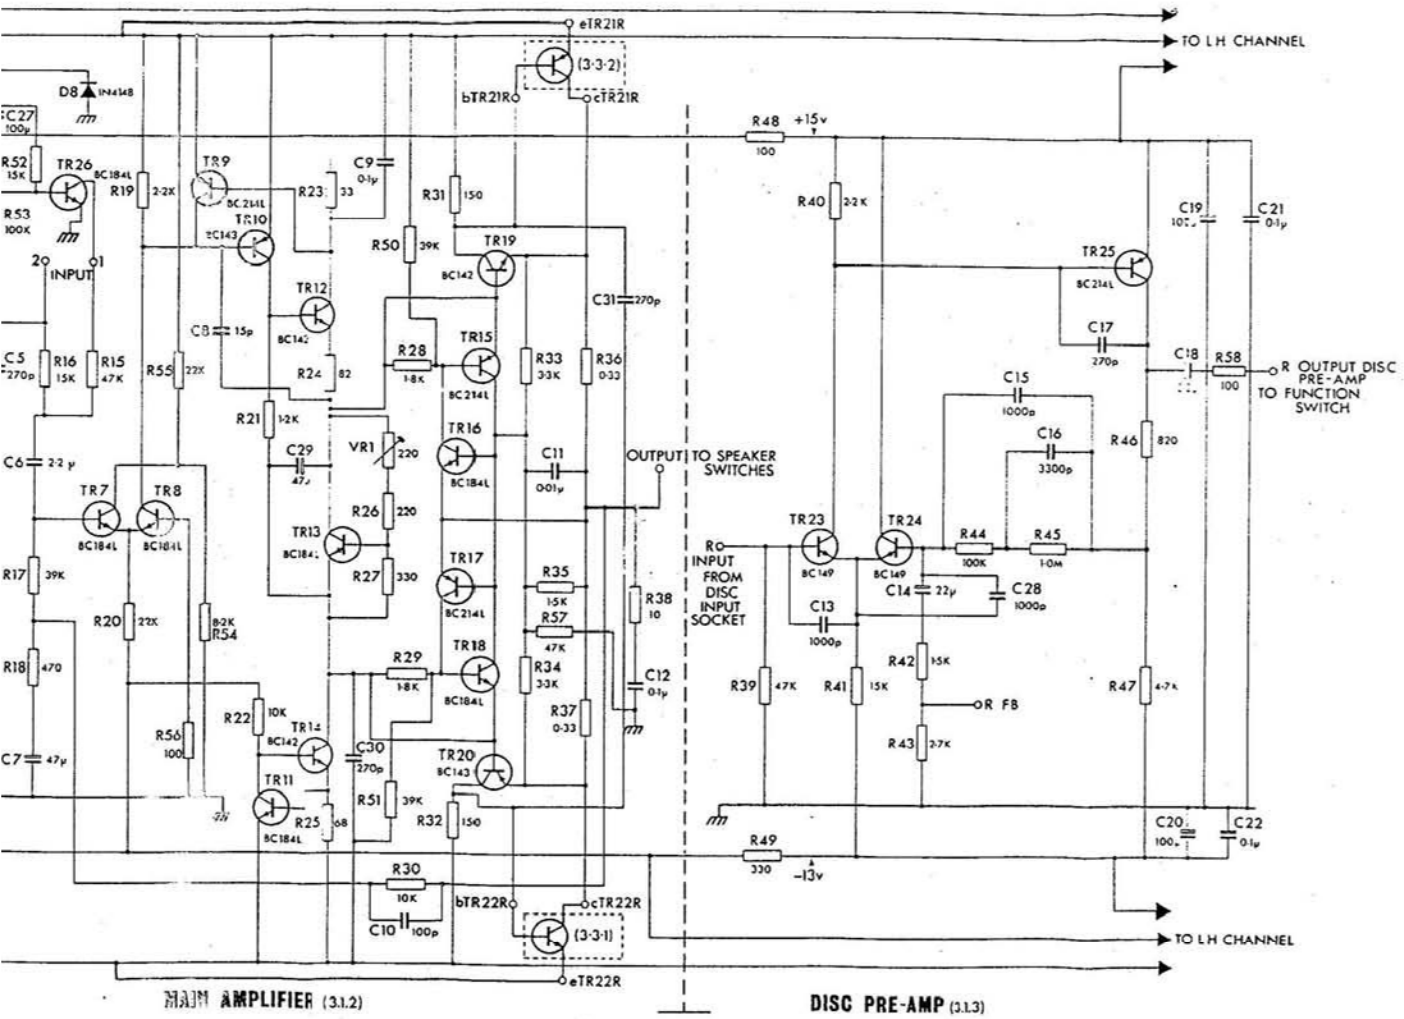 eTR21R
TO LH CHANNEL
(3·3·2)
bTR21R
cTR21R
D8
IN4148
C27
100µ
R52
15K
TR26
BC184L
R53
100K
2
INPUT
1
R19
2·2K
TR9
BC214L
TR10
R23
33
C9
0·1µ
R31
150
R50
39K
TR19
BC142
C31
270p
R48
100
+15v
R40
2·2K
C19
C21
0·1µ
TR25
BC214L
C17
270p
C18
R58
100
R OUTPUT DISC
PRE-AMP
TO FUNCTION
SWITCH
TR12
BC142
C8
15p
C5
270p
R16
15K
R15
47K
R55
R24
82
R28
1·8K
TR15
BC214L
R33
3·3K
R36
0·33
R21
1·2K
VR1
220
TR16
BC184L
C11
0·01µ
OUTPUT TO SPEAKER
SWITCHES
C15
1000p
C16
3300p
R46
820
C6
2·2 µ
C29
TR7
BC184L
TR8
BC184L
R26
220
TR13
BC184L
R27
330
TR17
BC214L
R35
1·5K
R57
47K
R38
10
TR23
BC149
TR24
BC149
R44
100K
R45
1·0M
R
INPUT
FROM
DISC
INPUT
SOCKET
C14
22µ
C28
1000p
C13
1000p
R17
39K
R20
8·2K
R54
R18
470
R29
1·8K
TR18
BC184L
R34
3·3K
C12
0·1µ
R39
47K
R41
15K
R42
1·5K
R FB
R47
4·7K
R22
10K
TR14
BC142
C30
270p
TR20
BC143
R37
0·33
R43
2·7K
C7
47µ
R56
100
TR11
BC184L
R25
68
R51
39K
R32
150
C20
C22
0·1µ
R49
330
–13v
R30
10K
C10
100p
bTR22R
cTR22R
(3·3·1)
TO LH CHANNEL
eTR22R
MAIN AMPLIFIER (3.1.2)
DISC PRE-AMP (3.1.3)